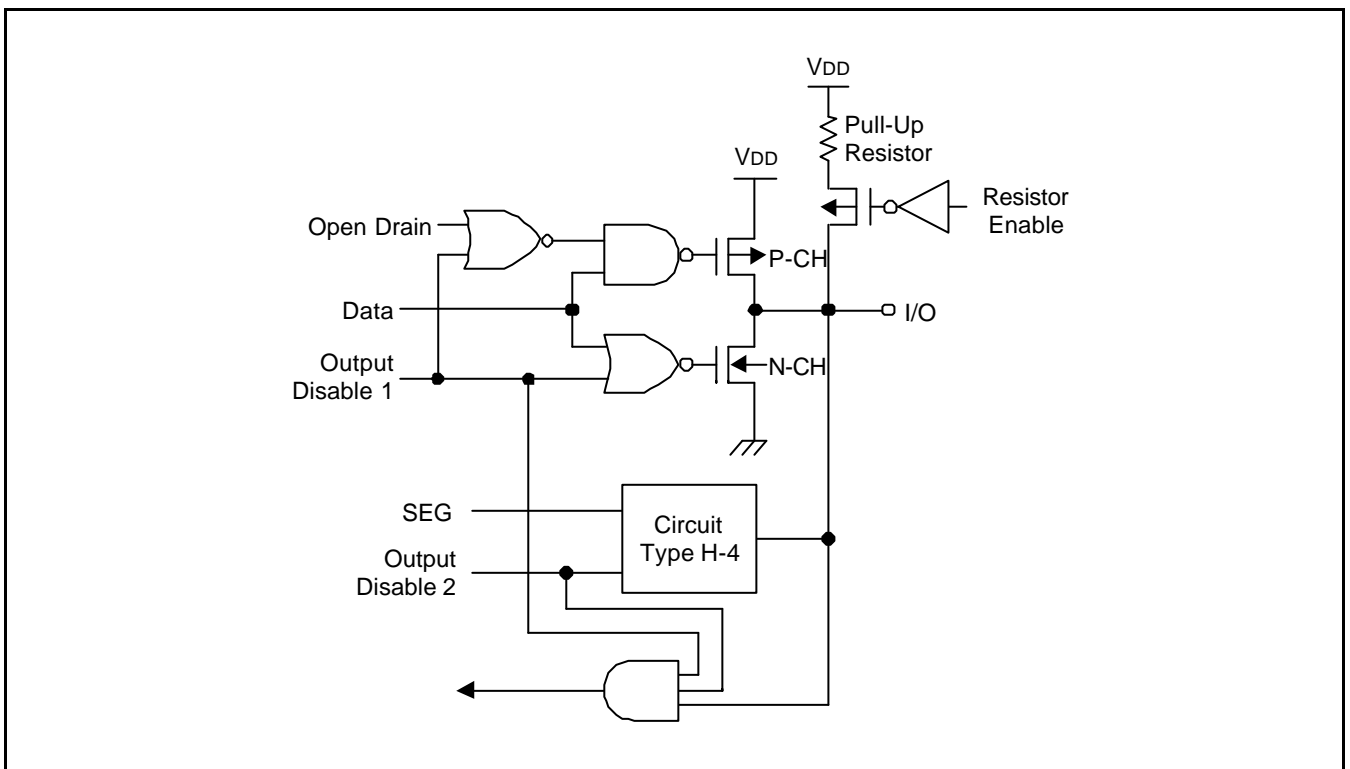 VDD
Pull-Up
Resistor
VDD
Resistor
Enable
Open Drain
P-CH
Data
I/O
Output
Disable 1
N-CH
SEG
Circuit
Type H-4
Output
Disable 2